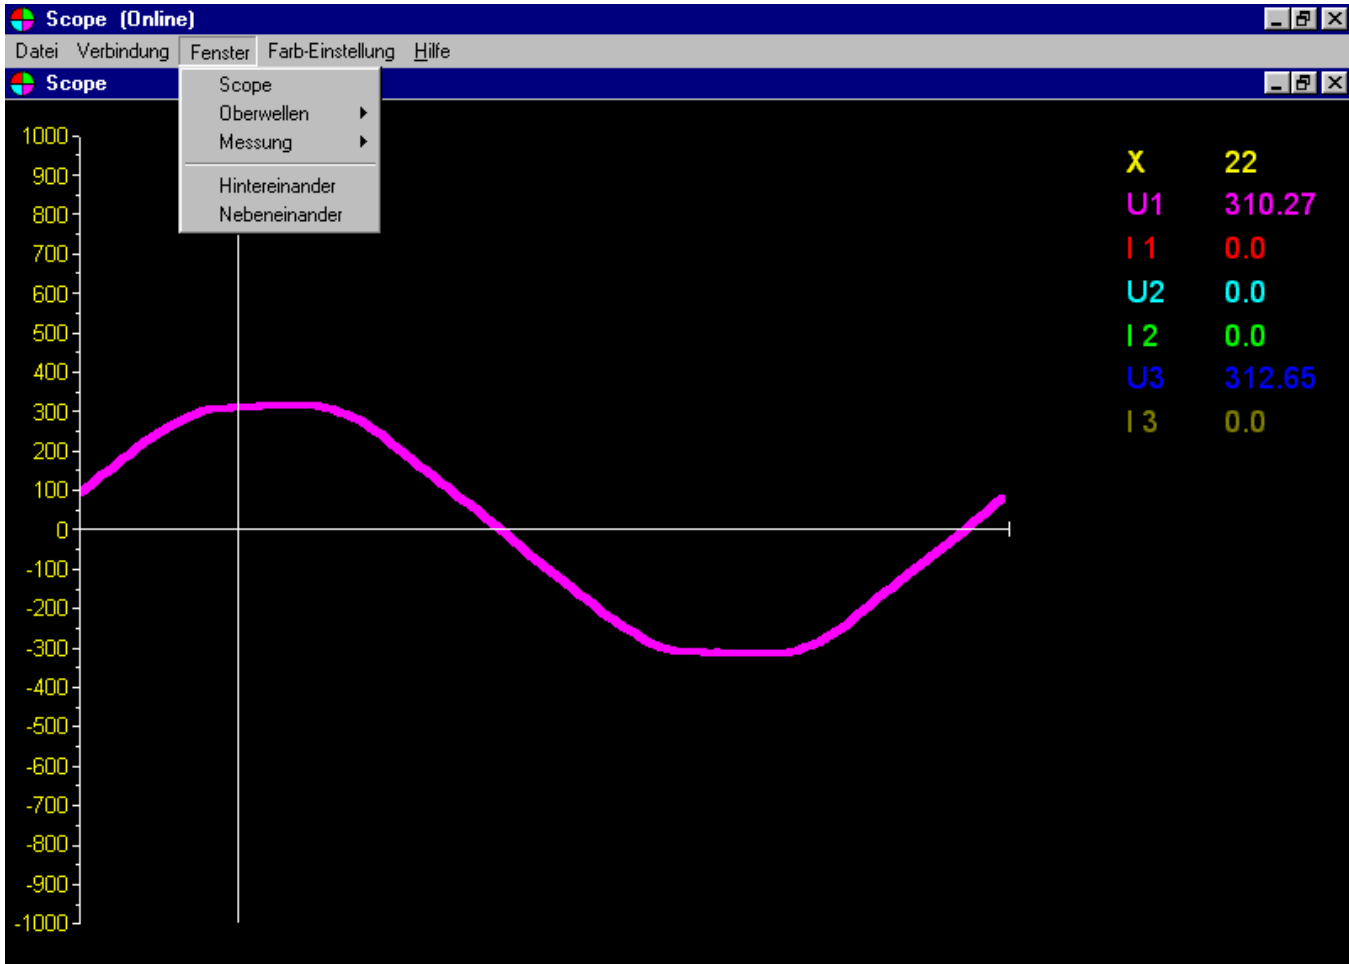 Scope (Online)
Datei Verbindung Fenster Farb-Einstellung Hilfe
Scope
Scope
Oberwellen
Messung
Hintereinander
Nebeneinander
1000
900
800
700
600
500
400
300
200
100
0
-100
-200
-300
-400
-500
-600
-700
-800
-900
-1000
X 22
U1 310.27
I 1 0.0
U2 0.0
I 2 0.0
U3 312.65
I 3 0.0